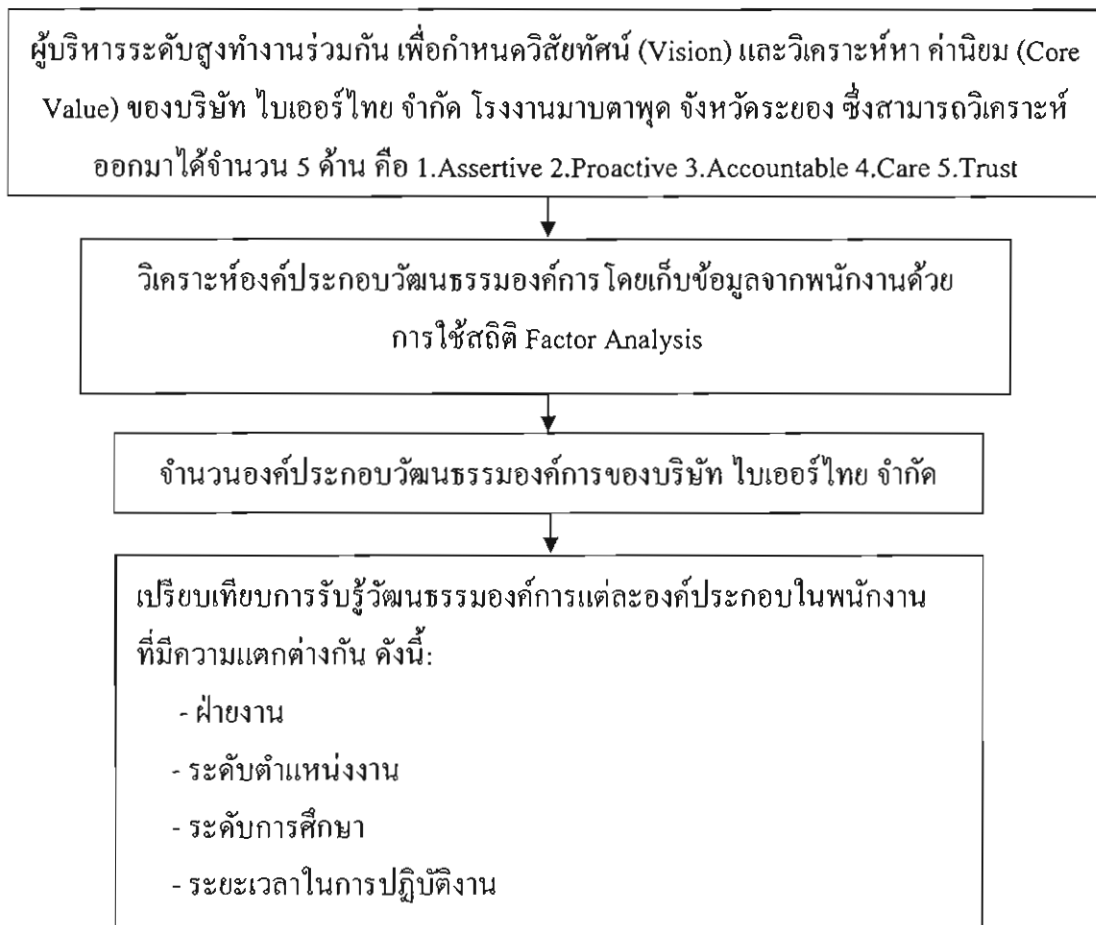 ผู้บริหารระดับสูงทำงานร่วมกัน เพื่อกำหนดวิสัยทัศน์ (Vision) และวิเคราะห์หา ค่านิยม (Core
Value) ของบริษัท ไบเออร์ไทย จำกัด โรงงานมาบตาพุด จังหวัดระยอง ซึ่งสามารถวิเคราะห์
ออกมาได้จำนวน 5 ด้าน คือ 1.Assertive 2.Proactive 3.Accountable 4.Care 5.Trust
วิเคราะห์องค์ประกอบวัฒนธรรมองค์การ โดยเก็บข้อมูลจากพนักงานด้วย
การใช้สถิติ Factor Analysis
จำนวนองค์ประกอบวัฒนธรรมองค์การของบริษัท ไบเออร์ไทย จำกัด
เปรียบเทียบการรับรู้วัฒนธรรมองค์การแต่ละองค์ประกอบในพนักงาน
ที่มีความแตกต่างกัน ดังนี้:
- ฝ่ายงาน
- ระดับตำแหน่งงาน
- ระดับการศึกษา
- ระยะเวลาในการปฏิบัติงาน